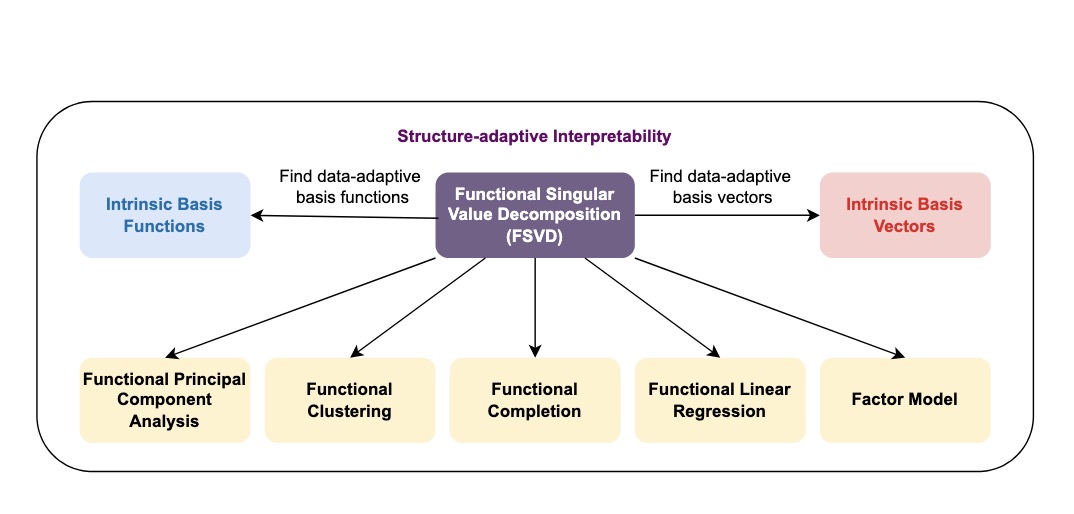 Structure-adaptive Interpretability
Find data-adaptive
basis functions
Find data-adaptive
basis vectors
Intrinsic Basis
Functions
Functional Singular
Value Decomposition
(FSVD)
Intrinsic Basis
Vectors
Functional Principal
Component
Analysis
Functional
Clustering
Functional
Completion
Functional Linear
Regression
Factor Model